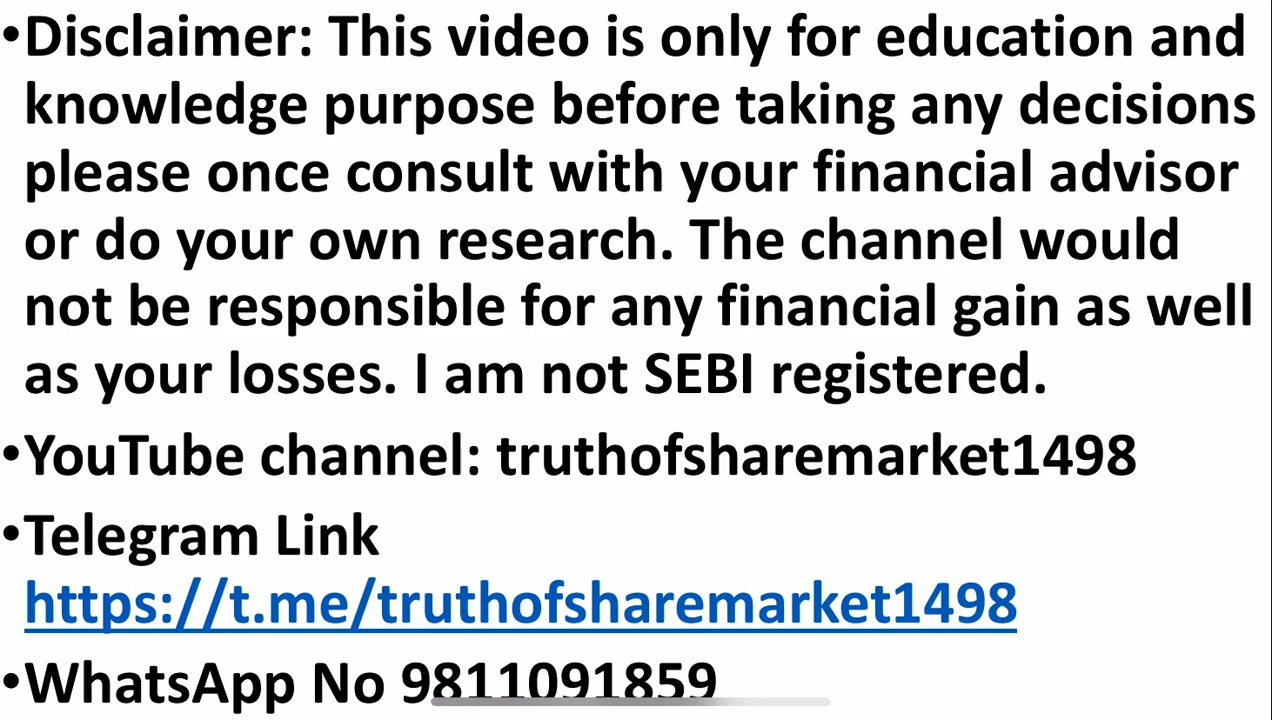 •Disclaimer: This video is only for education and
knowledge purpose before taking any decisions
please once consult with your financial advisor
or do your own research. The channel would
not be responsible for any financial gain as well
as your losses. I am not SEBI registered.
•YouTube channel: truthofsharemarket1498
•Telegram Link
https://t.me/truthofsharemarket1498
•WhatsApp No 9811091859